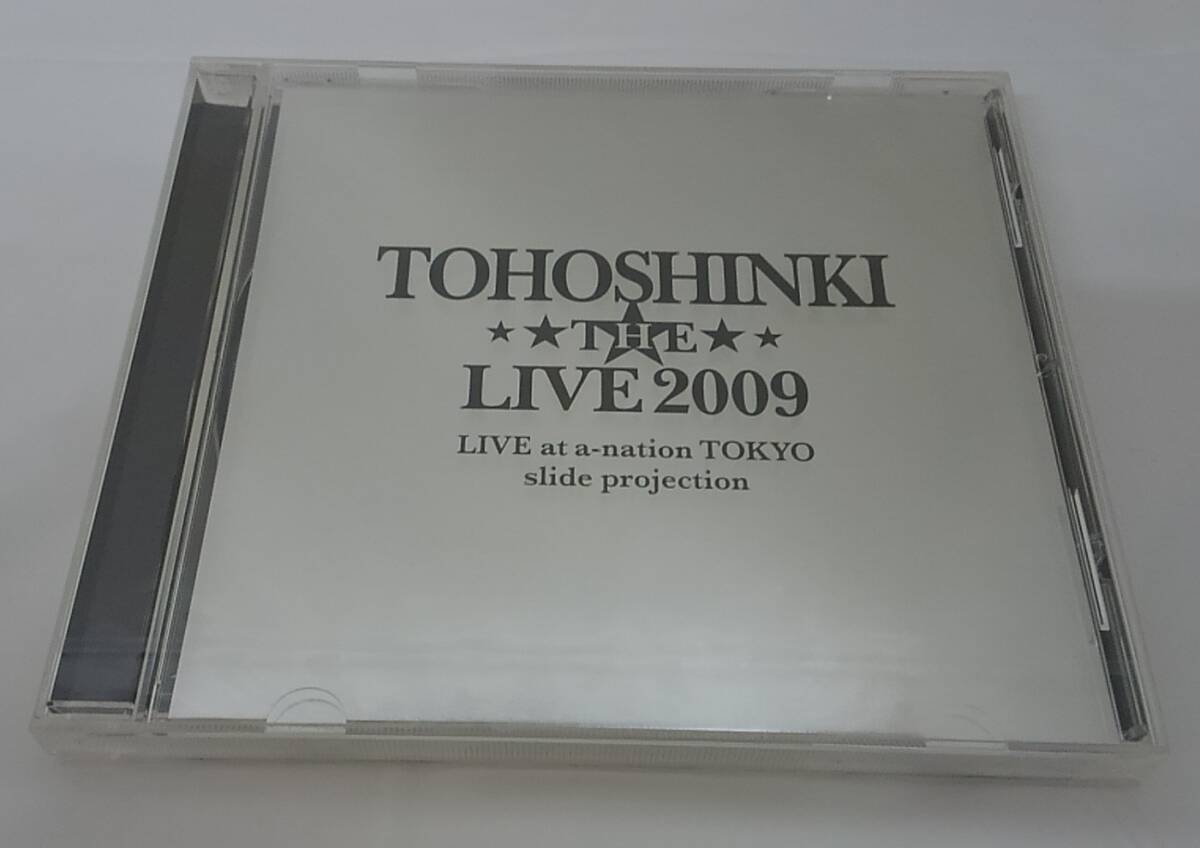 TOHOSHINKI
★★THE★★
LIVE 2009
LIVE at a-nation TOKYO
slide projection